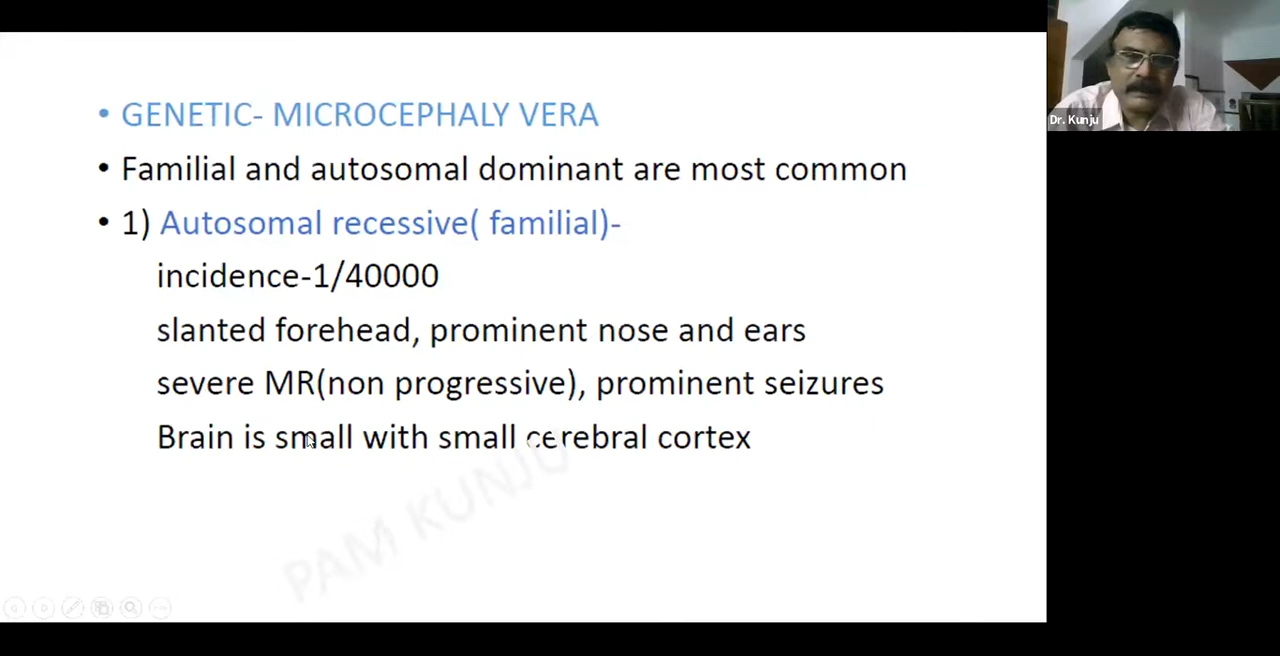 • GENETIC- MICROCEPHALY VERA
• Familial and autosomal dominant are most common
• 1) Autosomal recessive( familial)-
incidence-1/40000
slanted forehead, prominent nose and ears
severe MR(non progressive), prominent seizures
Brain is small with small cerebral cortex
PAM KUNJU
Dr. Kunju